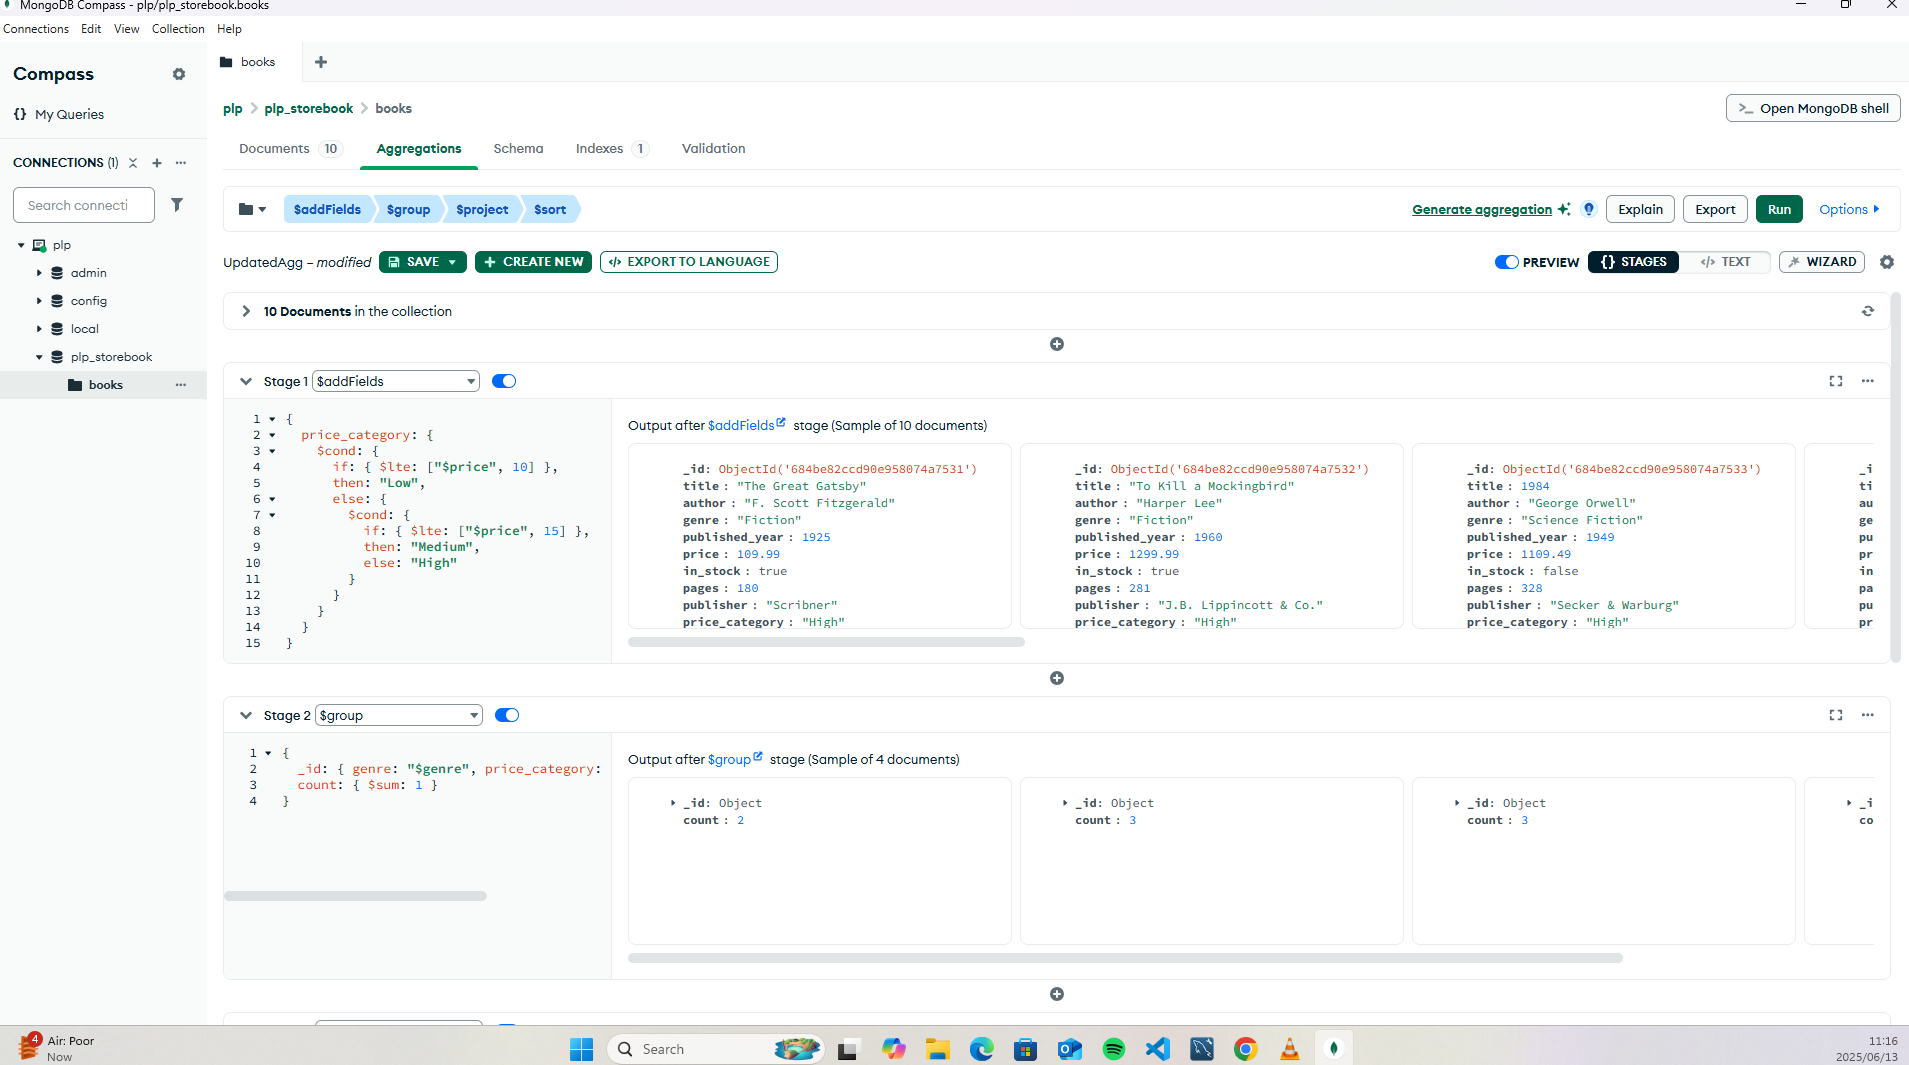 MongoDB Compass - plp/plp_storebook.books
Connections Edit View Collection Help
Compass
{} My Queries
CONNECTIONS (1)
Search connecti
plp
admin
config
local
plp_storebook
books
books
plp > plp_storebook > books
Open MongoDB shell
Documents 10 Aggregations Schema Indexes 1 Validation
$addFields $group $project $sort
Generate aggregation Explain Export Run Options
UpdatedAgg – modified SAVE CREATE NEW </> EXPORT TO LANGUAGE
PREVIEW {} STAGES </> TEXT WIZARD
10 Documents in the collection
Stage 1 $addFields
1 {
2 price_category: {
3 $cond: {
4 if: { $lte: ["$price", 10] },
5 then: "Low",
6 else: {
7 $cond: {
8 if: { $lte: ["$price", 15] },
9 then: "Medium",
10 else: "High"
11 }
12 }
13 }
14 }
15 }
Output after $addFields stage (Sample of 10 documents)
_id: ObjectId('684be82ccd90e958074a7531')
title : "The Great Gatsby"
author : "F. Scott Fitzgerald"
genre : "Fiction"
published_year : 1925
price : 109.99
in_stock : true
pages : 180
publisher : "Scribner"
price_category : "High"
_id: ObjectId('684be82ccd90e958074a7532')
title : "To Kill a Mockingbird"
author : "Harper Lee"
genre : "Fiction"
published_year : 1960
price : 1299.99
in_stock : true
pages : 281
publisher : "J.B. Lippincott & Co."
price_category : "High"
_id: ObjectId('684be82ccd90e958074a7533')
title : 1984
author : "George Orwell"
genre : "Science Fiction"
published_year : 1949
price : 1109.49
in_stock : false
pages : 328
publisher : "Secker & Warburg"
price_category : "High"
_i
ti
au
ge
pu
pr
in
pa
pu
pr
Stage 2 $group
1 {
2 _id: { genre: "$genre", price_category:
3 count: { $sum: 1 }
4 }
Output after $group stage (Sample of 4 documents)
_id: Object
count : 2
_id: Object
count : 3
_id: Object
count : 3
_i
co
4
Air: Poor
Now
Search
11:16
2025/06/13